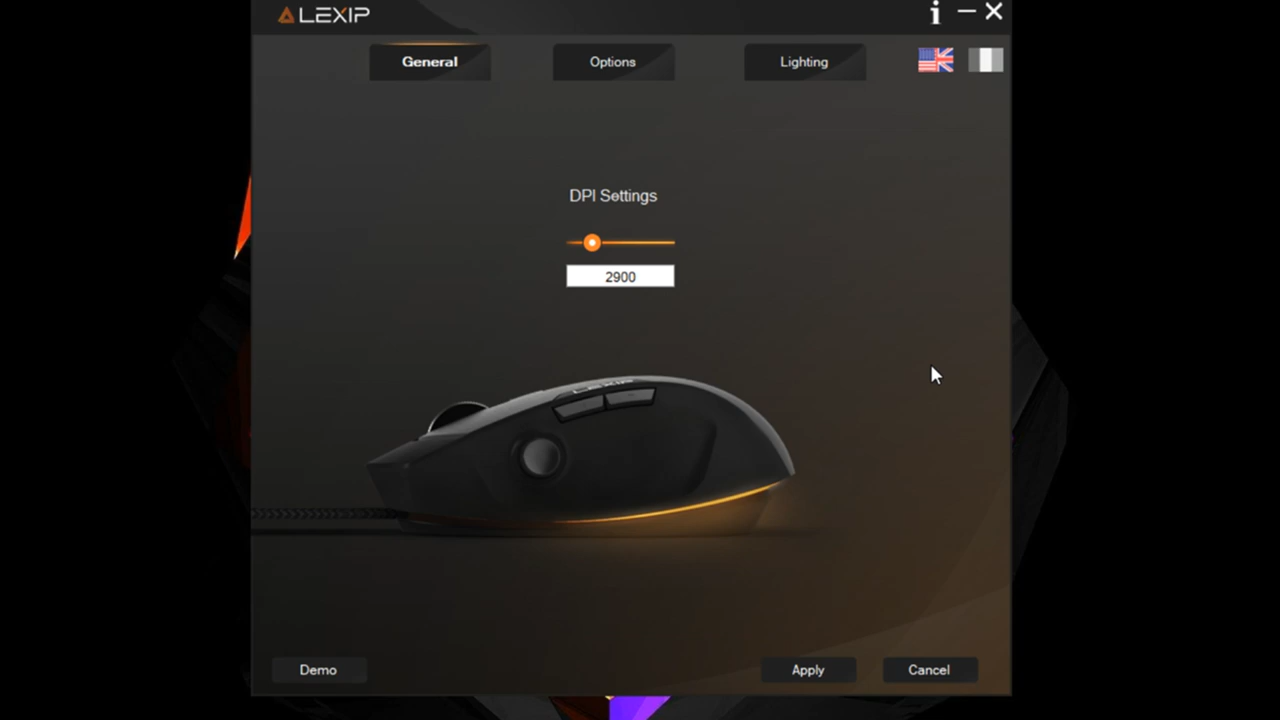 LEXIP
General
Options
Lighting
DPI Settings
2900
LEXIP
Demo
Apply
Cancel